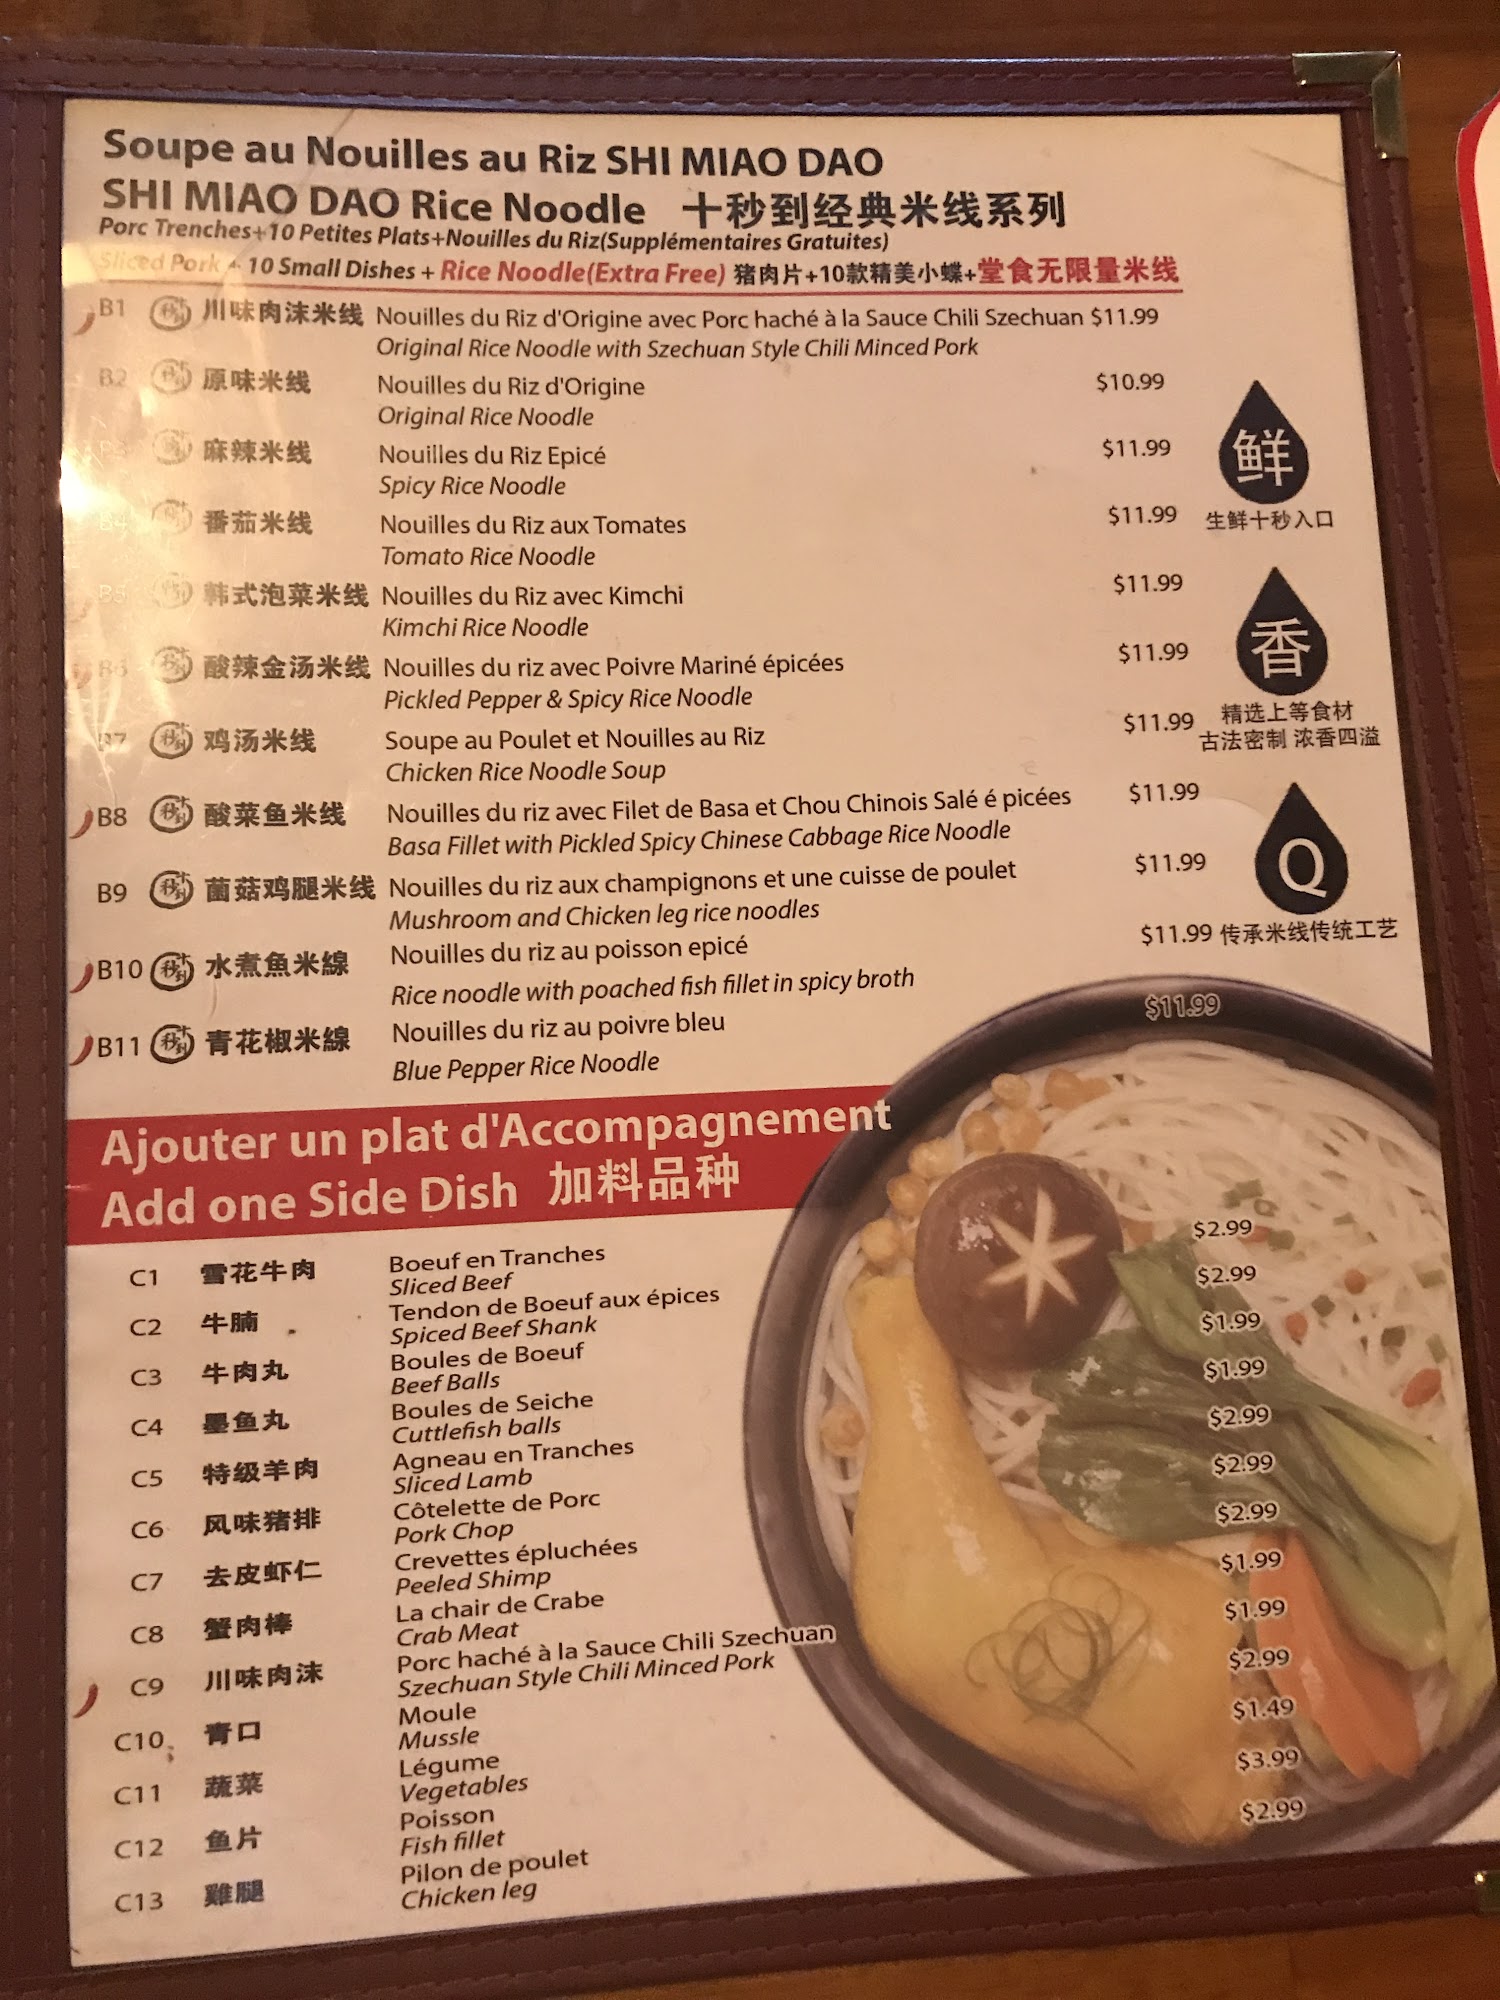 Soupe au Nouilles au Riz SHI MIAO DAO
SHI MIAO DAO Rice Noodle 十秒到经典米线系列
Porc Trenches+10 Petites Plats+Nouilles du Riz(Supplémentaires Gratuites)
Sliced Pork + 10 Small Dishes + Rice Noodle(Extra Free) 猪肉片+10款精美小蝶+堂食无限量米线
B1 川味肉沫米线 Nouilles du Riz d'Origine avec Porc haché à la Sauce Chili Szechuan $11.99
Original Rice Noodle with Szechuan Style Chili Minced Pork
B2 原味米线 Nouilles du Riz d'Origine $10.99
Original Rice Noodle
B3 麻辣米线 Nouilles du Riz Epicé $11.99
Spicy Rice Noodle
B4 番茄米线 Nouilles du Riz aux Tomates $11.99
Tomato Rice Noodle
B5 韩式泡菜米线 Nouilles du Riz avec Kimchi $11.99
Kimchi Rice Noodle
B6 酸辣金汤米线 Nouilles du riz avec Poivre Mariné épicées $11.99
Pickled Pepper & Spicy Rice Noodle
B7 鸡汤米线 Soupe au Poulet et Nouilles au Riz $11.99
Chicken Rice Noodle Soup
B8 酸菜鱼米线 Nouilles du riz avec Filet de Basa et Chou Chinois Salé é picées $11.99
Basa Fillet with Pickled Spicy Chinese Cabbage Rice Noodle
B9 菌菇鸡腿米线 Nouilles du riz aux champignons et une cuisse de poulet $11.99
Mushroom and Chicken leg rice noodles
B10 水煮魚米線 Nouilles du riz au poisson epicé $11.99
Rice noodle with poached fish fillet in spicy broth
B11 青花椒米線 Nouilles du riz au poivre bleu $11.99
Blue Pepper Rice Noodle
鲜
生鲜十秒入口
香
精选上等食材
古法密制 浓香四溢
Q
传承米线传统工艺
Ajouter un plat d'Accompagnement
Add one Side Dish 加料品种
C1 雪花牛肉 Boeuf en Tranches $2.99
Sliced Beef
C2 牛腩 Tendon de Boeuf aux épices $2.99
Spiced Beef Shank
C3 牛肉丸 Boules de Boeuf $1.99
Beef Balls
C4 墨鱼丸 Boules de Seiche $1.99
Cuttlefish balls
C5 特级羊肉 Agneau en Tranches $2.99
Sliced Lamb
C6 风味猪排 Côtelette de Porc $2.99
Pork Chop
C7 去皮虾仁 Crevettes épluchées $2.99
Peeled Shimp
C8 蟹肉棒 La chair de Crabe $1.99
Crab Meat
C9 川味肉沫 Porc haché à la Sauce Chili Szechuan $1.99
Szechuan Style Chili Minced Pork
C10 青口 Moule $2.99
Mussle
C11 蔬菜 Légume $1.49
Vegetables
C12 鱼片 Poisson $3.99
Fish fillet
C13 雞腿 Pilon de poulet $2.99
Chicken leg